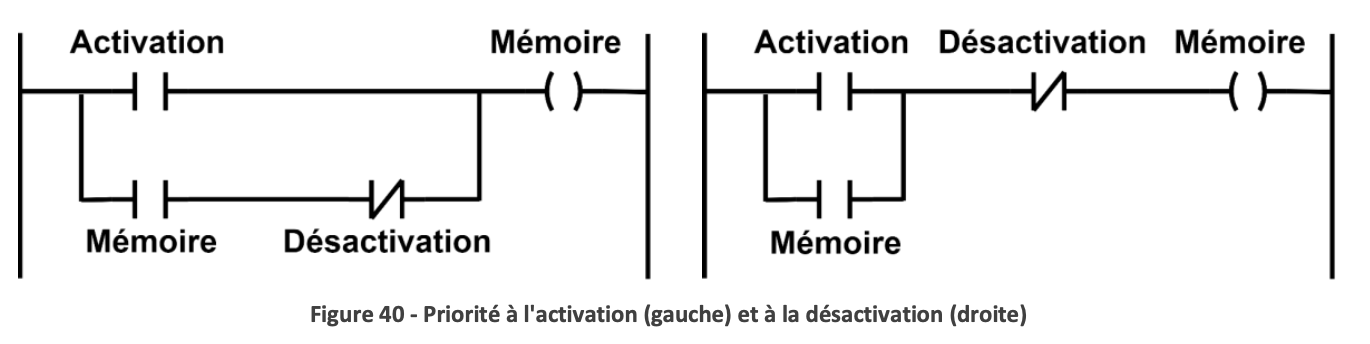 Activation
Mémoire
Mémoire
Désactivation
Activation
Désactivation
Mémoire
Mémoire
Figure 40 - Priorité à l'activation (gauche) et à la désactivation (droite)